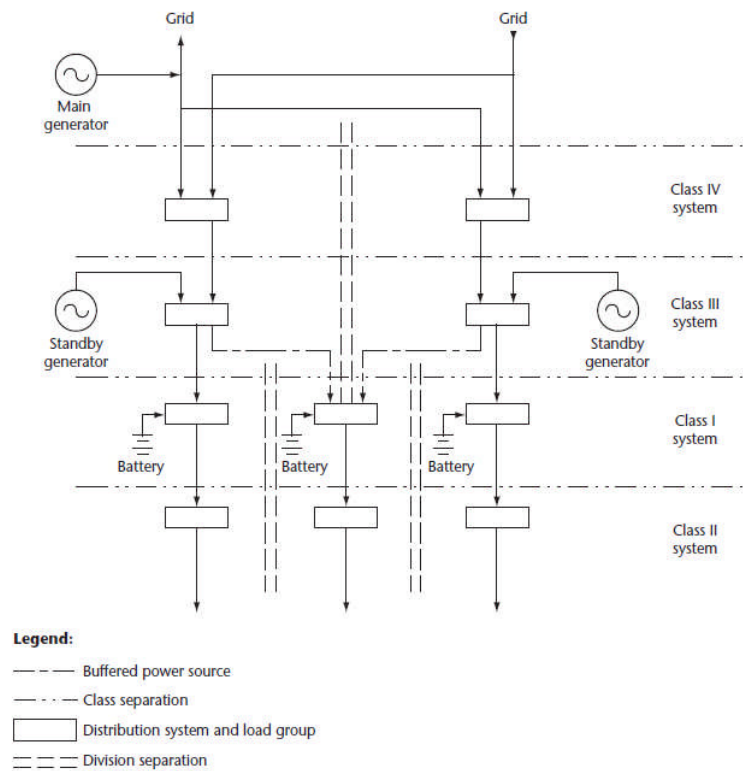 Grid
Grid
Main
generator
Class IV
system
Class III
system
Standby
generator
Standby
generator
Class I
system
Battery
Battery
Battery
Class II
system
Legend:
Buffered power source
Class separation
Distribution system and load group
Division separation